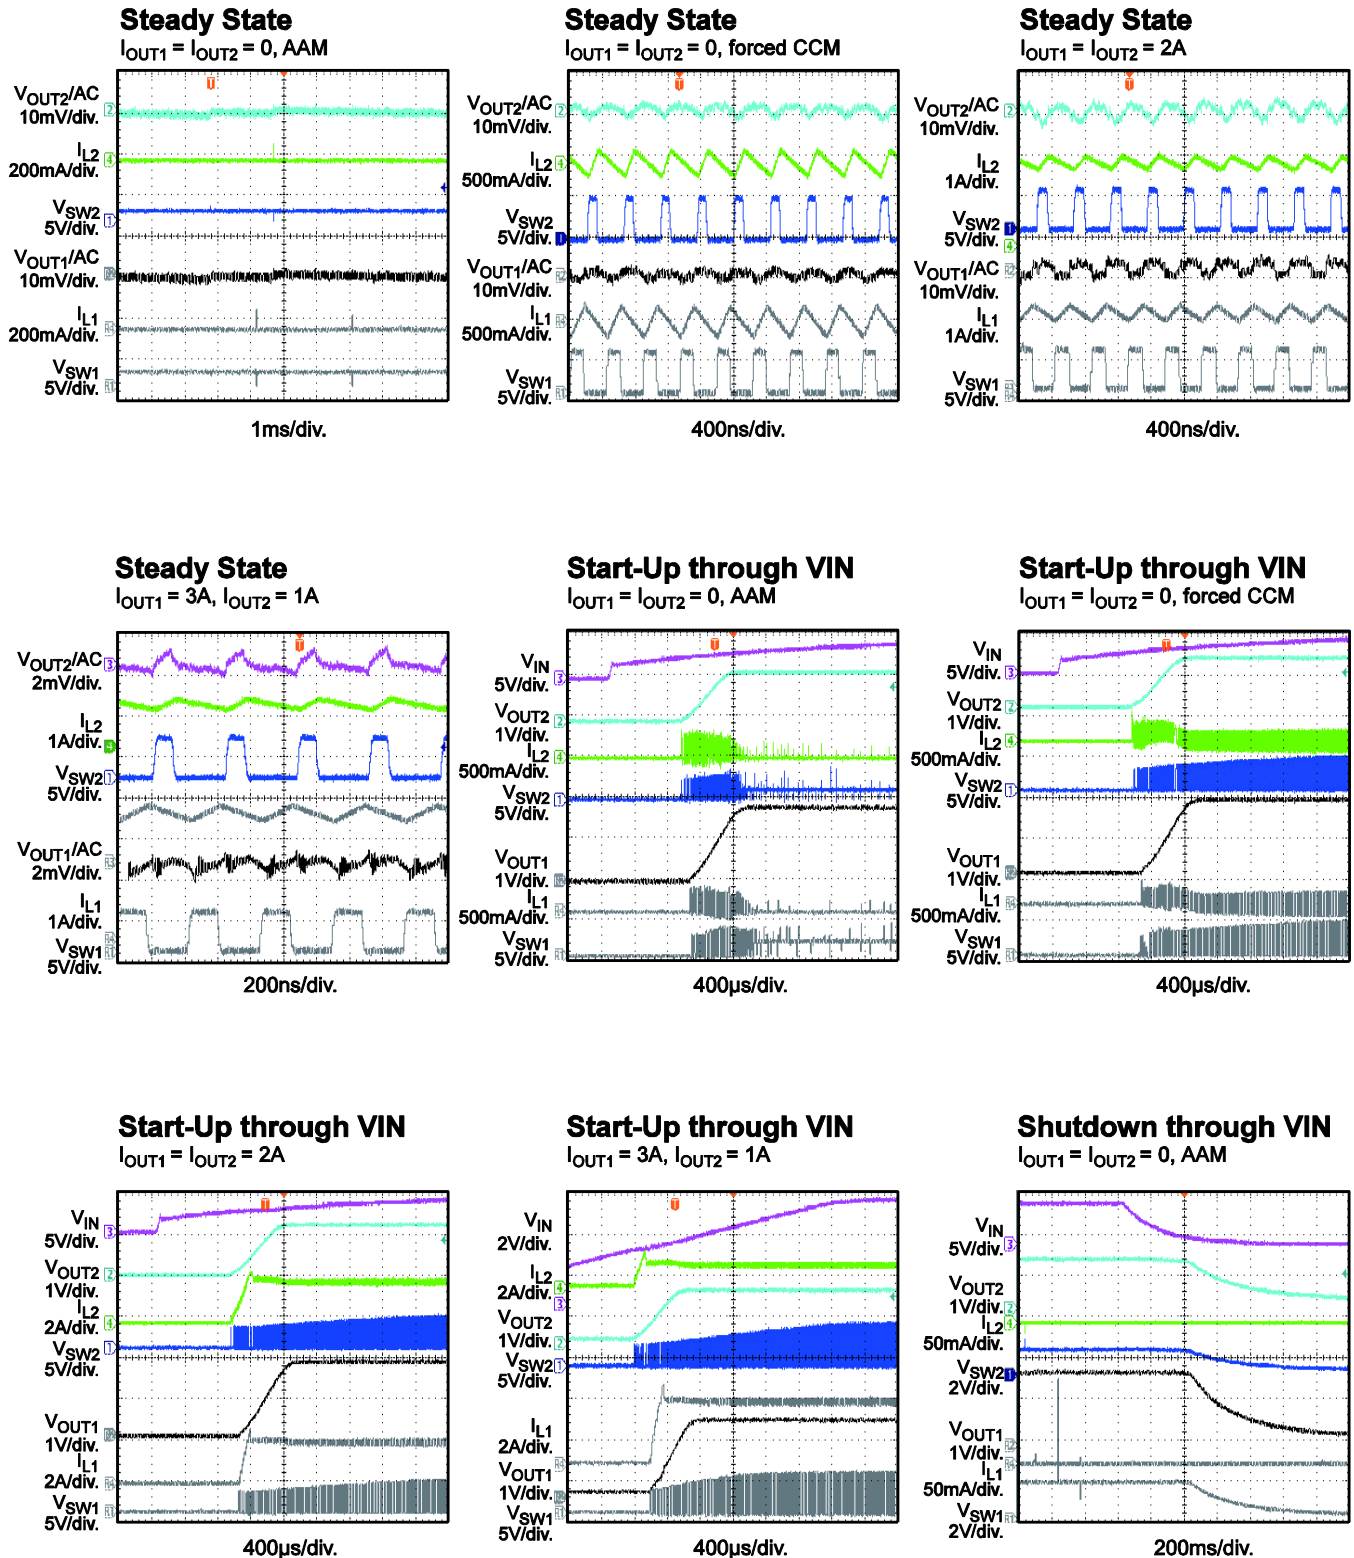 Steady State
IOUT1 = IOUT2 = 0, AAM
VOUT2/AC
10mV/div.
IL2
200mA/div.
VSW2
5V/div.
VOUT1/AC
10mV/div.
IL1
200mA/div.
VSW1
5V/div.
1ms/div.
Steady State
IOUT1 = IOUT2 = 0, forced CCM
VOUT2/AC
10mV/div.
IL2
500mA/div.
VSW2
5V/div.
VOUT1/AC
10mV/div.
IL1
500mA/div.
VSW1
5V/div.
400ns/div.
Steady State
IOUT1 = IOUT2 = 2A
VOUT2/AC
10mV/div.
IL2
1A/div.
VSW2
5V/div.
VOUT1/AC
10mV/div.
IL1
1A/div.
VSW1
5V/div.
400ns/div.
Steady State
IOUT1 = 3A, IOUT2 = 1A
VOUT2/AC
2mV/div.
IL2
1A/div.
VSW2
5V/div.
VOUT1/AC
2mV/div.
IL1
1A/div.
VSW1
5V/div.
200ns/div.
Start-Up through VIN
IOUT1 = IOUT2 = 0, AAM
VIN
5V/div.
VOUT2
1V/div.
IL2
500mA/div.
VSW2
5V/div.
VOUT1
1V/div.
IL1
500mA/div.
VSW1
5V/div.
400µs/div.
Start-Up through VIN
IOUT1 = IOUT2 = 0, forced CCM
VIN
5V/div.
VOUT2
1V/div.
IL2
500mA/div.
VSW2
5V/div.
VOUT1
1V/div.
IL1
500mA/div.
VSW1
5V/div.
400µs/div.
Start-Up through VIN
IOUT1 = IOUT2 = 2A
VIN
5V/div.
VOUT2
1V/div.
IL2
2A/div.
VSW2
5V/div.
VOUT1
1V/div.
IL1
2A/div.
VSW1
5V/div.
400µs/div.
Start-Up through VIN
IOUT1 = 3A, IOUT2 = 1A
VIN
2V/div.
IL2
2A/div.
VOUT2
1V/div.
VSW2
5V/div.
IL1
2A/div.
VOUT1
1V/div.
VSW1
5V/div.
400µs/div.
Shutdown through VIN
IOUT1 = IOUT2 = 0, AAM
VIN
5V/div.
VOUT2
1V/div.
IL2
50mA/div.
VSW2
2V/div.
VOUT1
1V/div.
IL1
50mA/div.
VSW1
2V/div.
200ms/div.